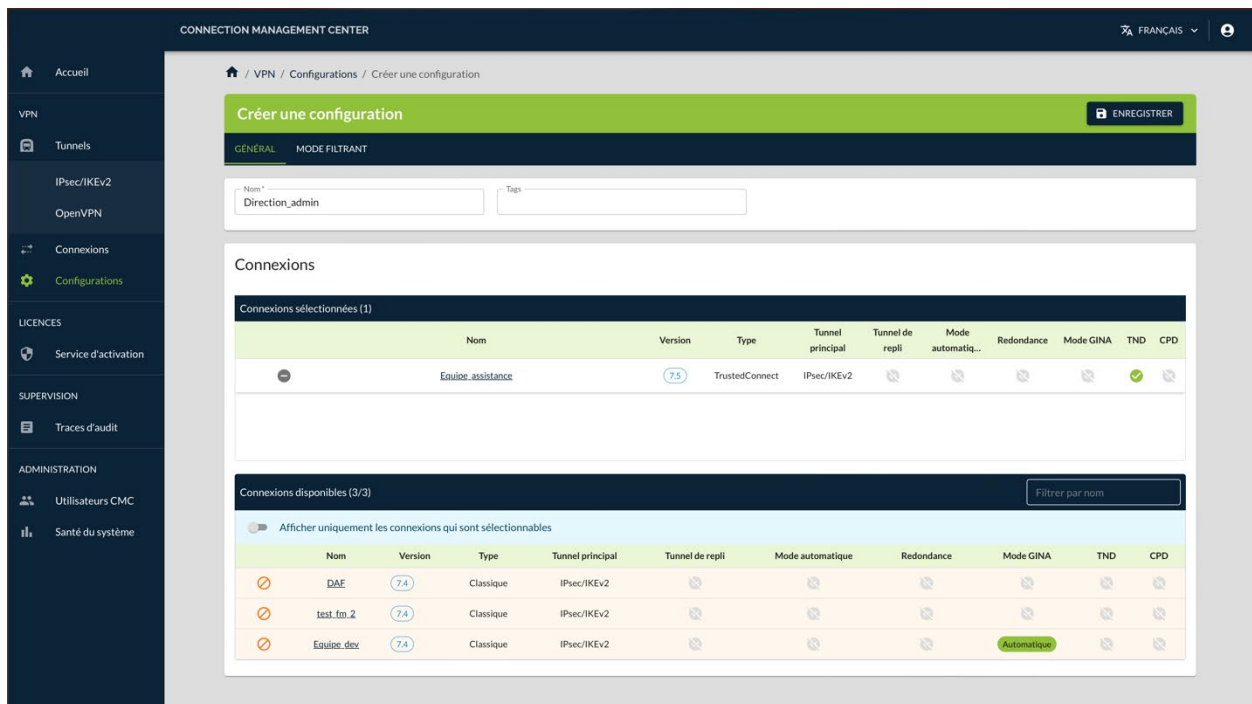 CONNECTION MANAGEMENT CENTER
FRANÇAIS
Accueil
VPN
Tunnels
IPsec/IKEv2
OpenVPN
Connexions
Configurations
LICENCES
Service d'activation
SUPERVISION
Traces d'audit
ADMINISTRATION
Utilisateurs CMC
Santé du système
/ VPN / Configurations / Créer une configuration
Créer une configuration
ENREGISTRER
GÉNÉRAL MODE FILTRANT
Nom* Tags
Direction_admin
Connexions
Connexions sélectionnées (1)
Nom Version Type Tunnel principal Tunnel de repli Mode automatiq... Redondance Mode GINA TND CPD
Equipe_assistance 7.5 TrustedConnect IPsec/IKEv2
Connexions disponibles (3/3) Filtrer par nom
Afficher uniquement les connexions qui sont sélectionnables
Nom Version Type Tunnel principal Tunnel de repli Mode automatique Redondance Mode GINA TND CPD
DAF 7.4 Classique IPsec/IKEv2
test_fm_2 7.4 Classique IPsec/IKEv2
Equipe_dev 7.4 Classique IPsec/IKEv2 Automatique